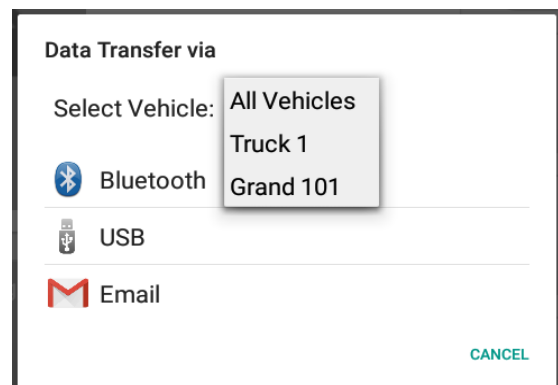 Data Transfer via
Select Vehicle:
All Vehicles
Truck 1
Grand 101
Bluetooth
USB
Email
CANCEL